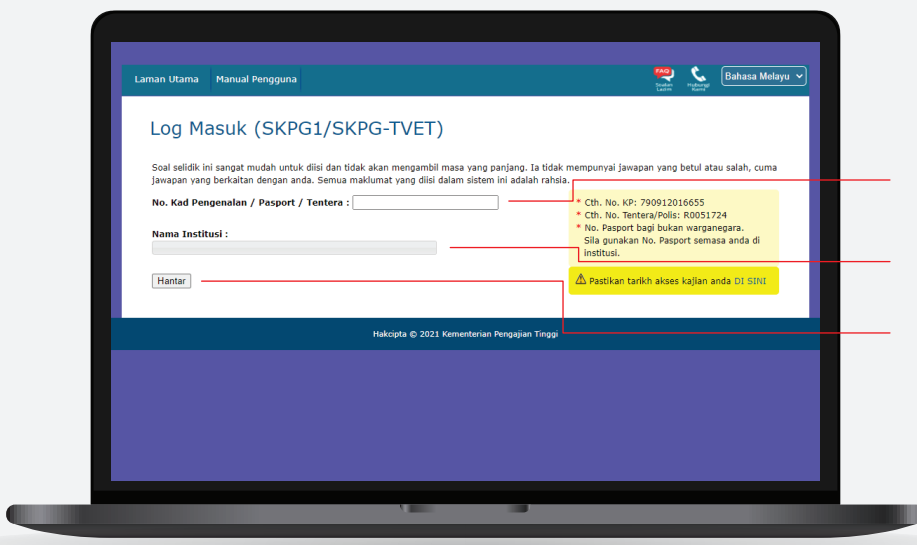 Laman Utama
Manual Pengguna
FAQ
Soalan
Lazim
Hubungi
Kami
Bahasa Melayu
Log Masuk (SKPG1/SKPG-TVET)
Soal selidik ini sangat mudah untuk diisi dan tidak akan mengambil masa yang panjang. Ia tidak mempunyai jawapan yang betul atau salah, cuma
jawapan yang berkaitan dengan anda. Semua maklumat yang diisi dalam sistem ini adalah rahsia.
No. Kad Pengenalan / Pasport / Tentera :
* Cth. No. KP: 790912016655
* Cth. No. Tentera/Polis: R0051724
* No. Pasport bagi bukan warganegara.
Sila gunakan No. Pasport semasa anda di
institusi.
Nama Institusi :
Hantar
Pastikan tarikh akses kajian anda DI SINI
Hakcipta © 2021 Kementerian Pengajian Tinggi